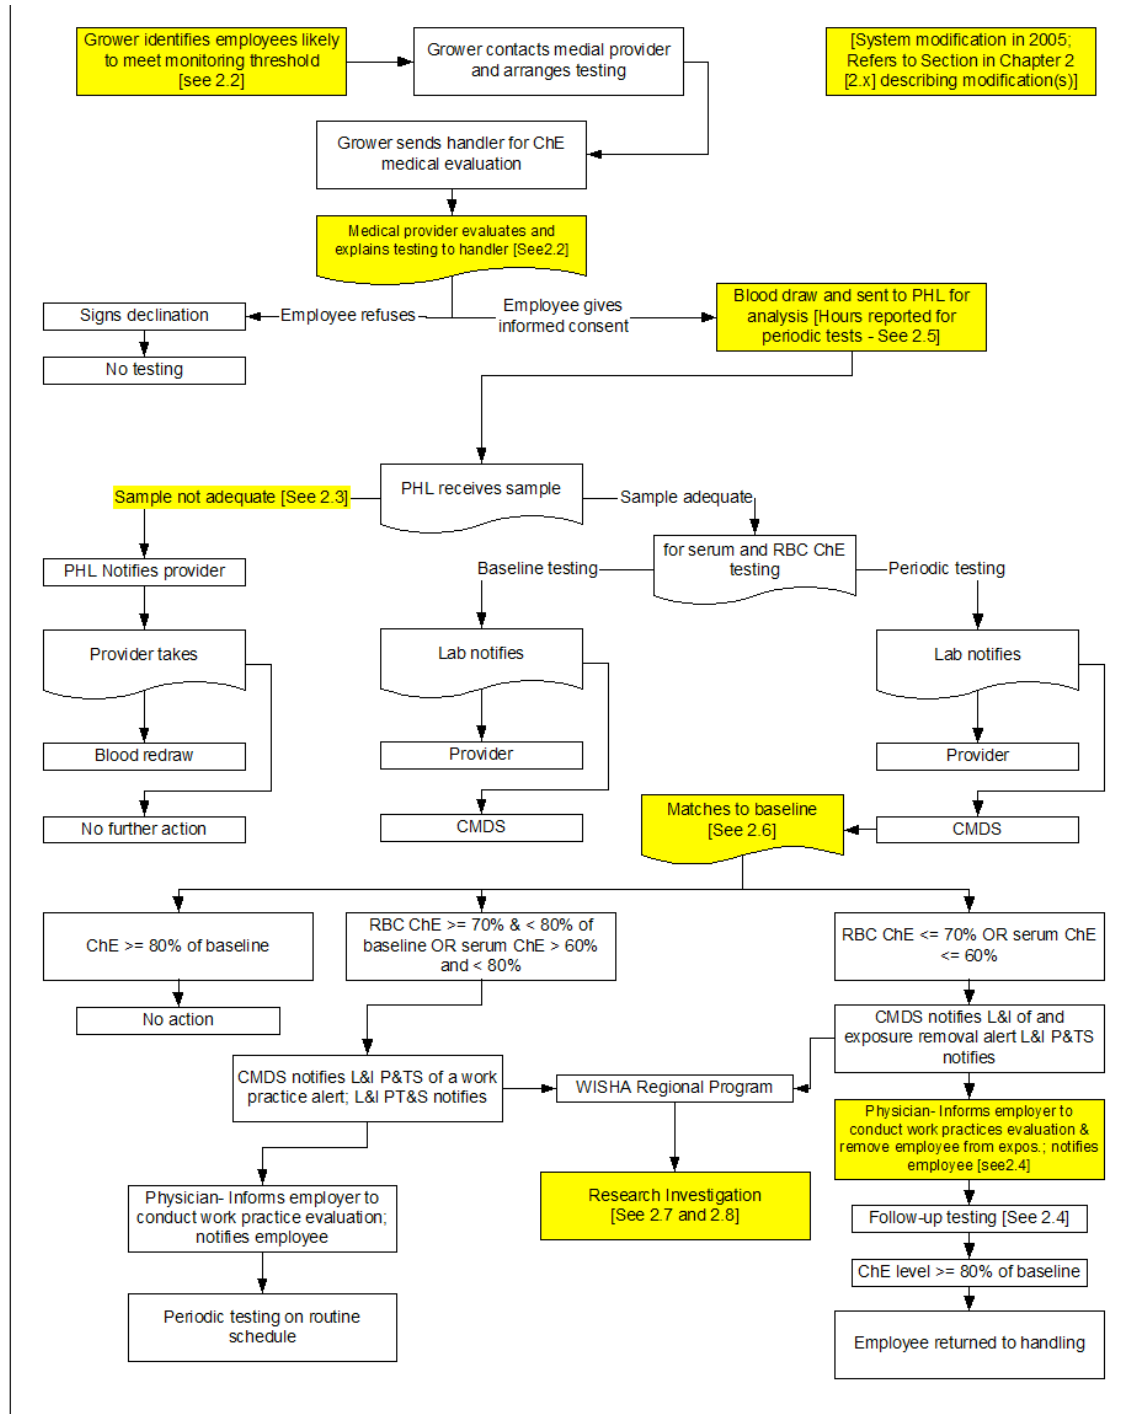 Grower identifies employees likely
to meet monitoring threshold
[see 2.2]
Grower contacts medial provider
and arranges testing
[System modification in 2005;
Refers to Section in Chapter 2
[2.x] describing modification(s)]
Grower sends handler for ChE
medical evaluation
Medical provider evaluates and
explains testing to handler [See2.2]
Signs declination
Employee refuses
Employee gives
informed consent
Blood draw and sent to PHL for
analysis [Hours reported for
periodic tests - See 2.5]
No testing
Sample not adequate [See 2.3]
PHL receives sample
Sample adequate
PHL Notifies provider
Baseline testing
for serum and RBC ChE
testing
Periodic testing
Provider takes
Lab notifies
Lab notifies
Blood redraw
Provider
Provider
No further action
CMDS
Matches to baseline
[See 2.6]
CMDS
ChE >= 80% of baseline
RBC ChE >= 70% & < 80% of
baseline OR serum ChE > 60%
and < 80%
RBC ChE <= 70% OR serum ChE
<= 60%
No action
CMDS notifies L&I of and
exposure removal alert L&I P&TS
notifies
CMDS notifies L&I P&TS of a work
practice alert; L&I PT&S notifies
WISHA Regional Program
Physician- Informs employer to
conduct work practices evaluation &
remove employee from expos.; notifies
employee [see2.4]
Physician- Informs employer to
conduct work practice evaluation;
notifies employee
Research Investigation
[See 2.7 and 2.8]
Follow-up testing [See 2.4]
ChE level >= 80% of baseline
Periodic testing on routine
schedule
Employee returned to handling